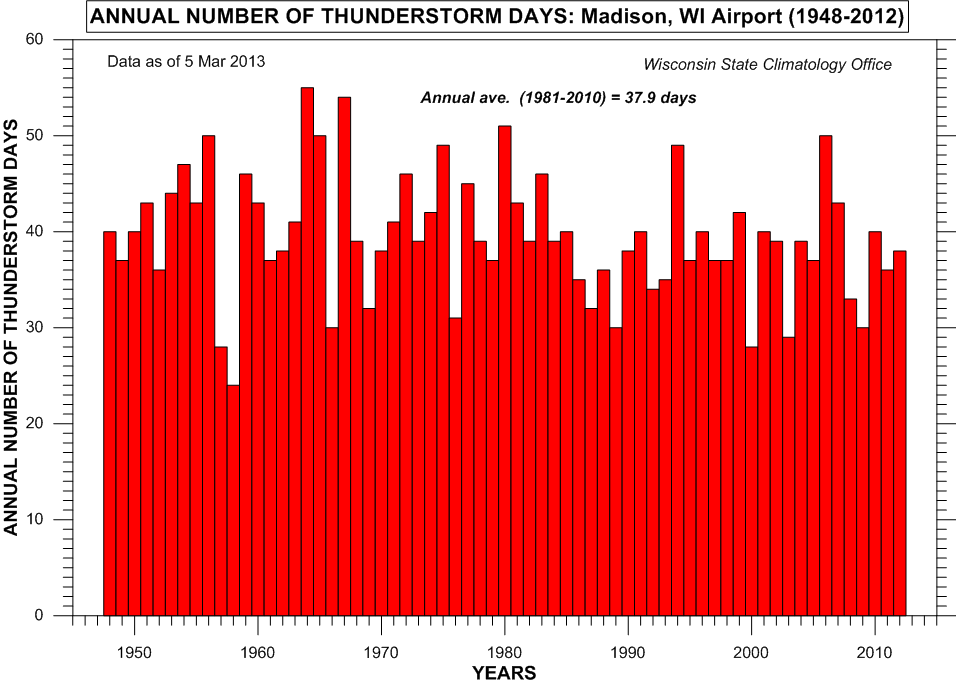 ANNUAL NUMBER OF THUNDERSTORM DAYS: Madison, WI Airport (1948-2012)
Data as of 5 Mar 2013
Wisconsin State Climatology Office
Annual ave.  (1981-2010) = 37.9 days
ANNUAL NUMBER OF THUNDERSTORM DAYS
60
50
40
30
20
10
0
1950 1960 1970 1980 1990 2000 2010
YEARS